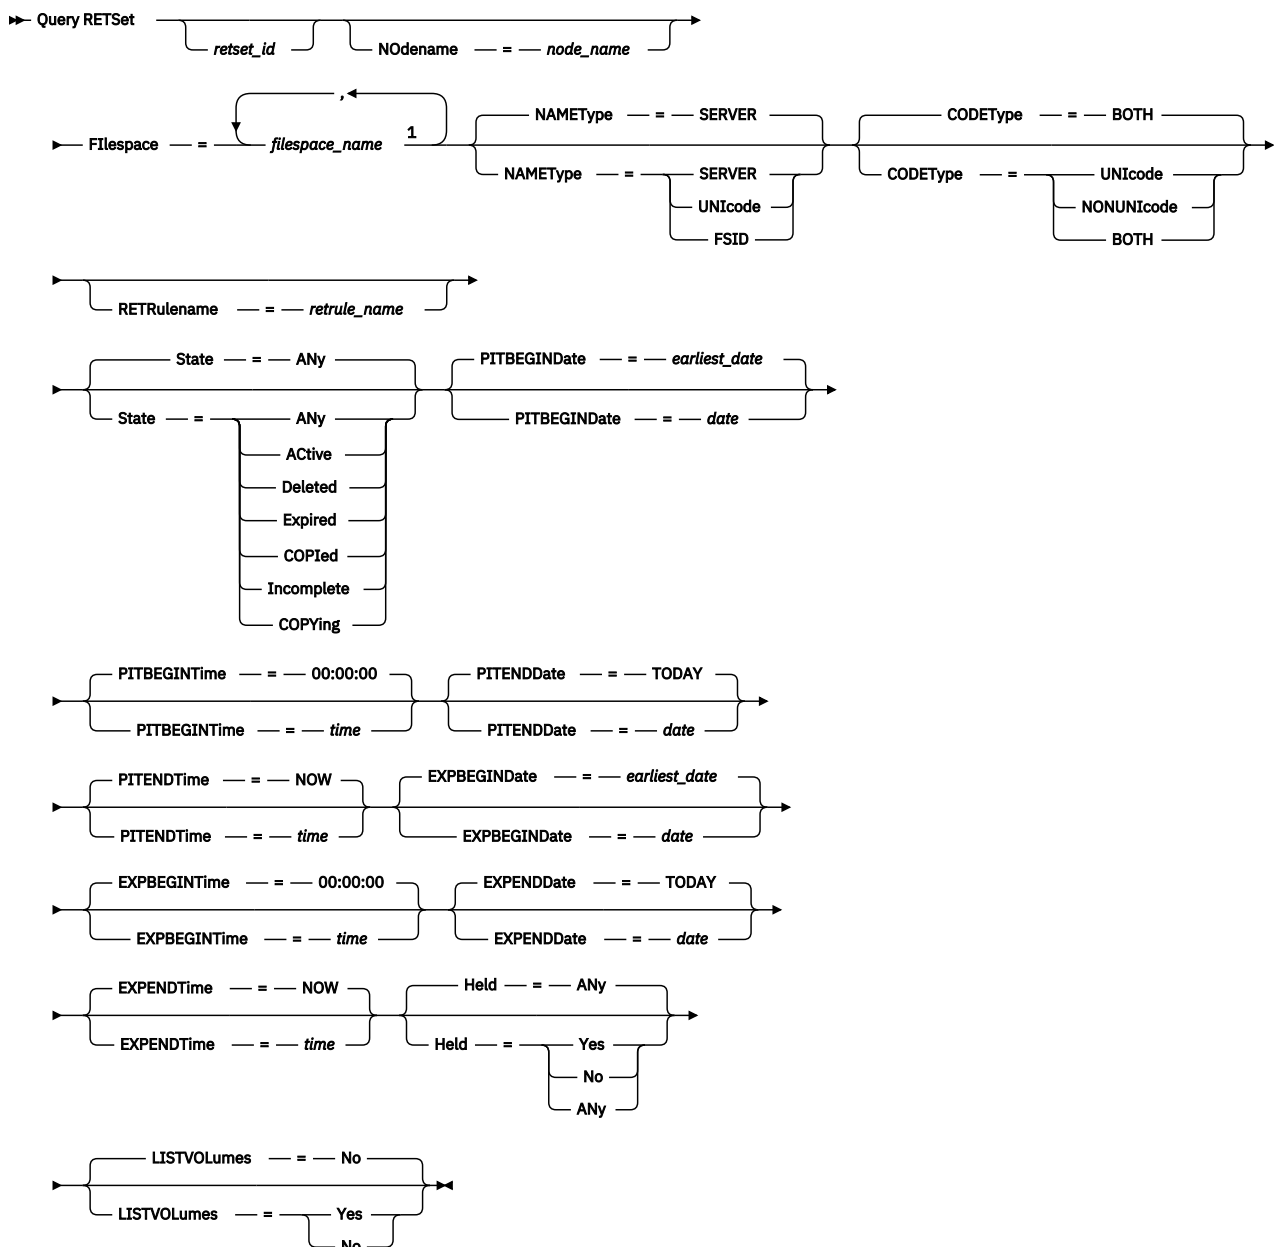 Query RETSet
retset_id NOdename = node_name
,
NAMEType = SERVER CODEType = BOTH
FIlespace = filespace_name 1
NAMEType = SERVER CODEType = UNIcode
UNIcode NONUNIcode
FSID BOTH
RETRulename = retrule_name
State = ANy PITBEGINDate = earliest_date
State = ANy PITBEGINDate = date
ACtive
Deleted
Expired
COPIed
Incomplete
COPYing
PITBEGINTime = 00:00:00 PITENDDate = TODAY
PITBEGINTime = time PITENDDate = date
PITENDTime = NOW EXPBEGINDate = earliest_date
PITENDTime = time EXPBEGINDate = date
EXPBEGINTime = 00:00:00 EXPENDDate = TODAY
EXPBEGINTime = time EXPENDDate = date
EXPENDTime = NOW Held = ANy
EXPENDTime = time Held = Yes
No
ANy
LISTVOLumes = No
LISTVOLumes = Yes
No